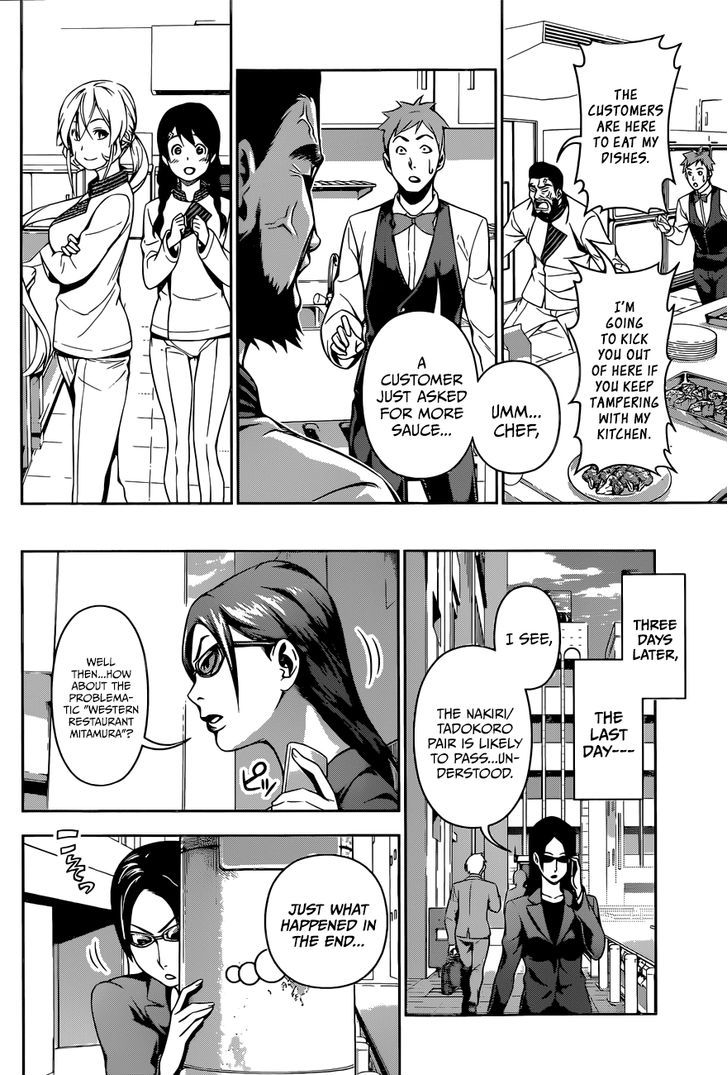 THE
CUSTOMERS
ARE HERE
TO EAT MY
DISHES.
I'M
GOING
TO KICK
YOU OUT
OF HERE IF
YOU KEEP
TAMPERING
WITH MY
KITCHEN.
UMM...
CHEF,
A
CUSTOMER
JUST ASKED
FOR MORE
SAUCE...
THREE
DAYS
LATER,
THE
LAST
DAY---
I SEE,
THE NAKIRI/
TADOKORO
PAIR IS LIKELY
TO PASS...UN-
DERSTOOD.
WELL
THEN...HOW
ABOUT THE
PROBLEMA-
TIC "WESTERN
RESTAURANT
MITAMURA"?
ピッ
JUST WHAT
HAPPENED IN
THE END...